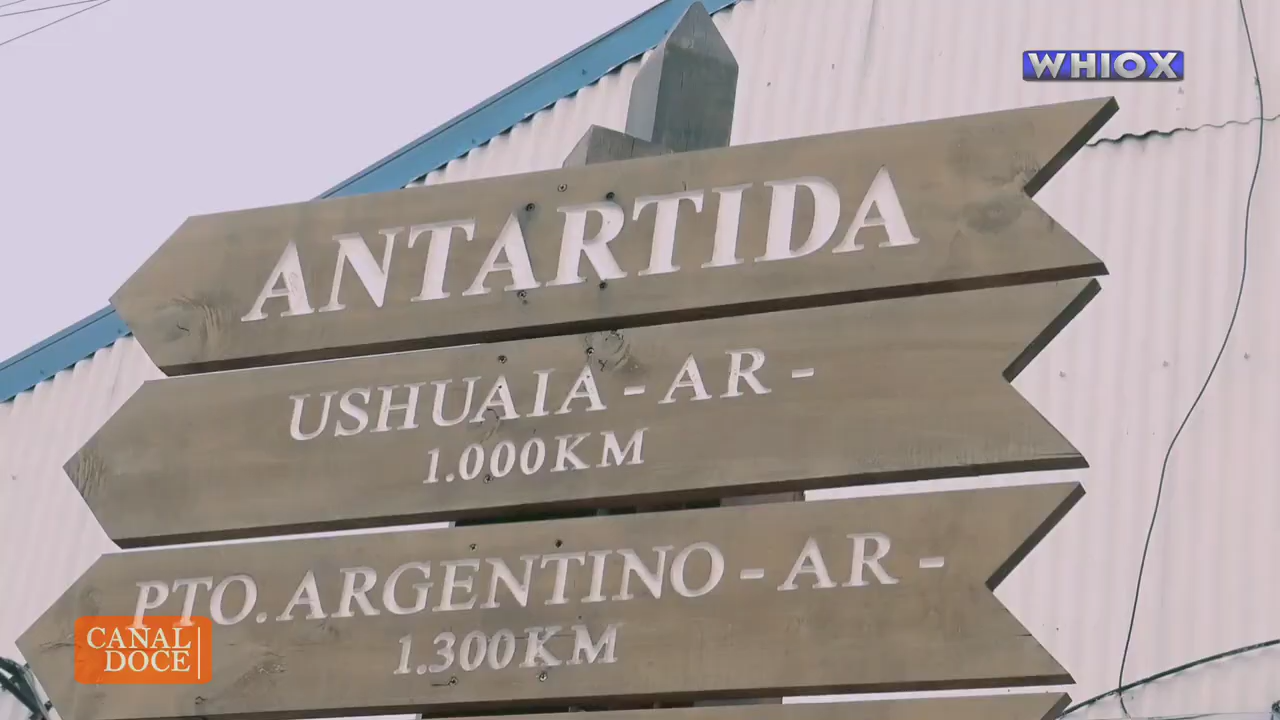 WHIOX
ANTARTIDA
USHUAIA - AR -
1.000KM
PTO. ARGENTINO - AR -
1.300KM
CANAL
DOCE